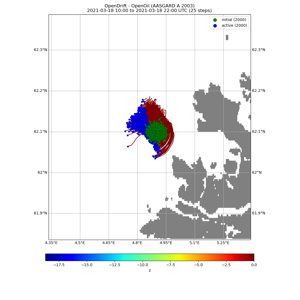 OpenDrift - OpenOil (AASGARD A 2003)
2021-03-18 10:00 to 2021-03-18 22:00 UTC (25 steps)
initial (2000)
active (2000)
62.3°N
62.3°N
62.2°N
62.2°N
62.1°N
62.1°N
62°N
62°N
61.9°N
61.9°N
4.35°E
4.5°E
4.65°E
4.8°E
4.95°E
5.1°E
5.25°E
−17.5
−15.0
−12.5
−10.0
−7.5
−5.0
−2.5
0.0
z